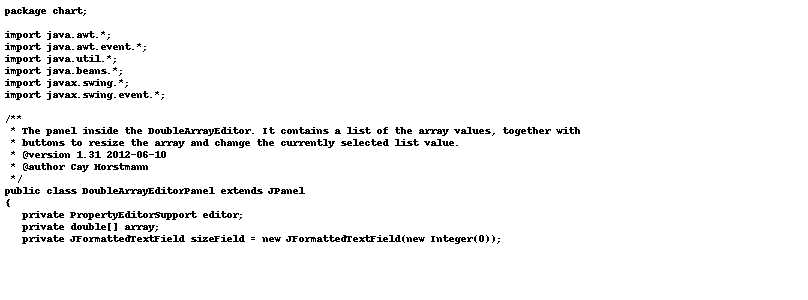 package chart;

import java.awt.*;
import java.awt.event.*;
import java.util.*;
import java.beans.*;
import javax.swing.*;
import javax.swing.event.*;

/**
 * The panel inside the DoubleArrayEditor. It contains a list of the array values, together with
 * buttons to resize the array and change the currently selected list value.
 * @version 1.31 2012-06-10
 * @author Cay Horstmann
 */
public class DoubleArrayEditorPanel extends JPanel
{
   private PropertyEditorSupport editor;
   private double[] array;
   private JFormattedTextField sizeField = new JFormattedTextField(new Integer(0));